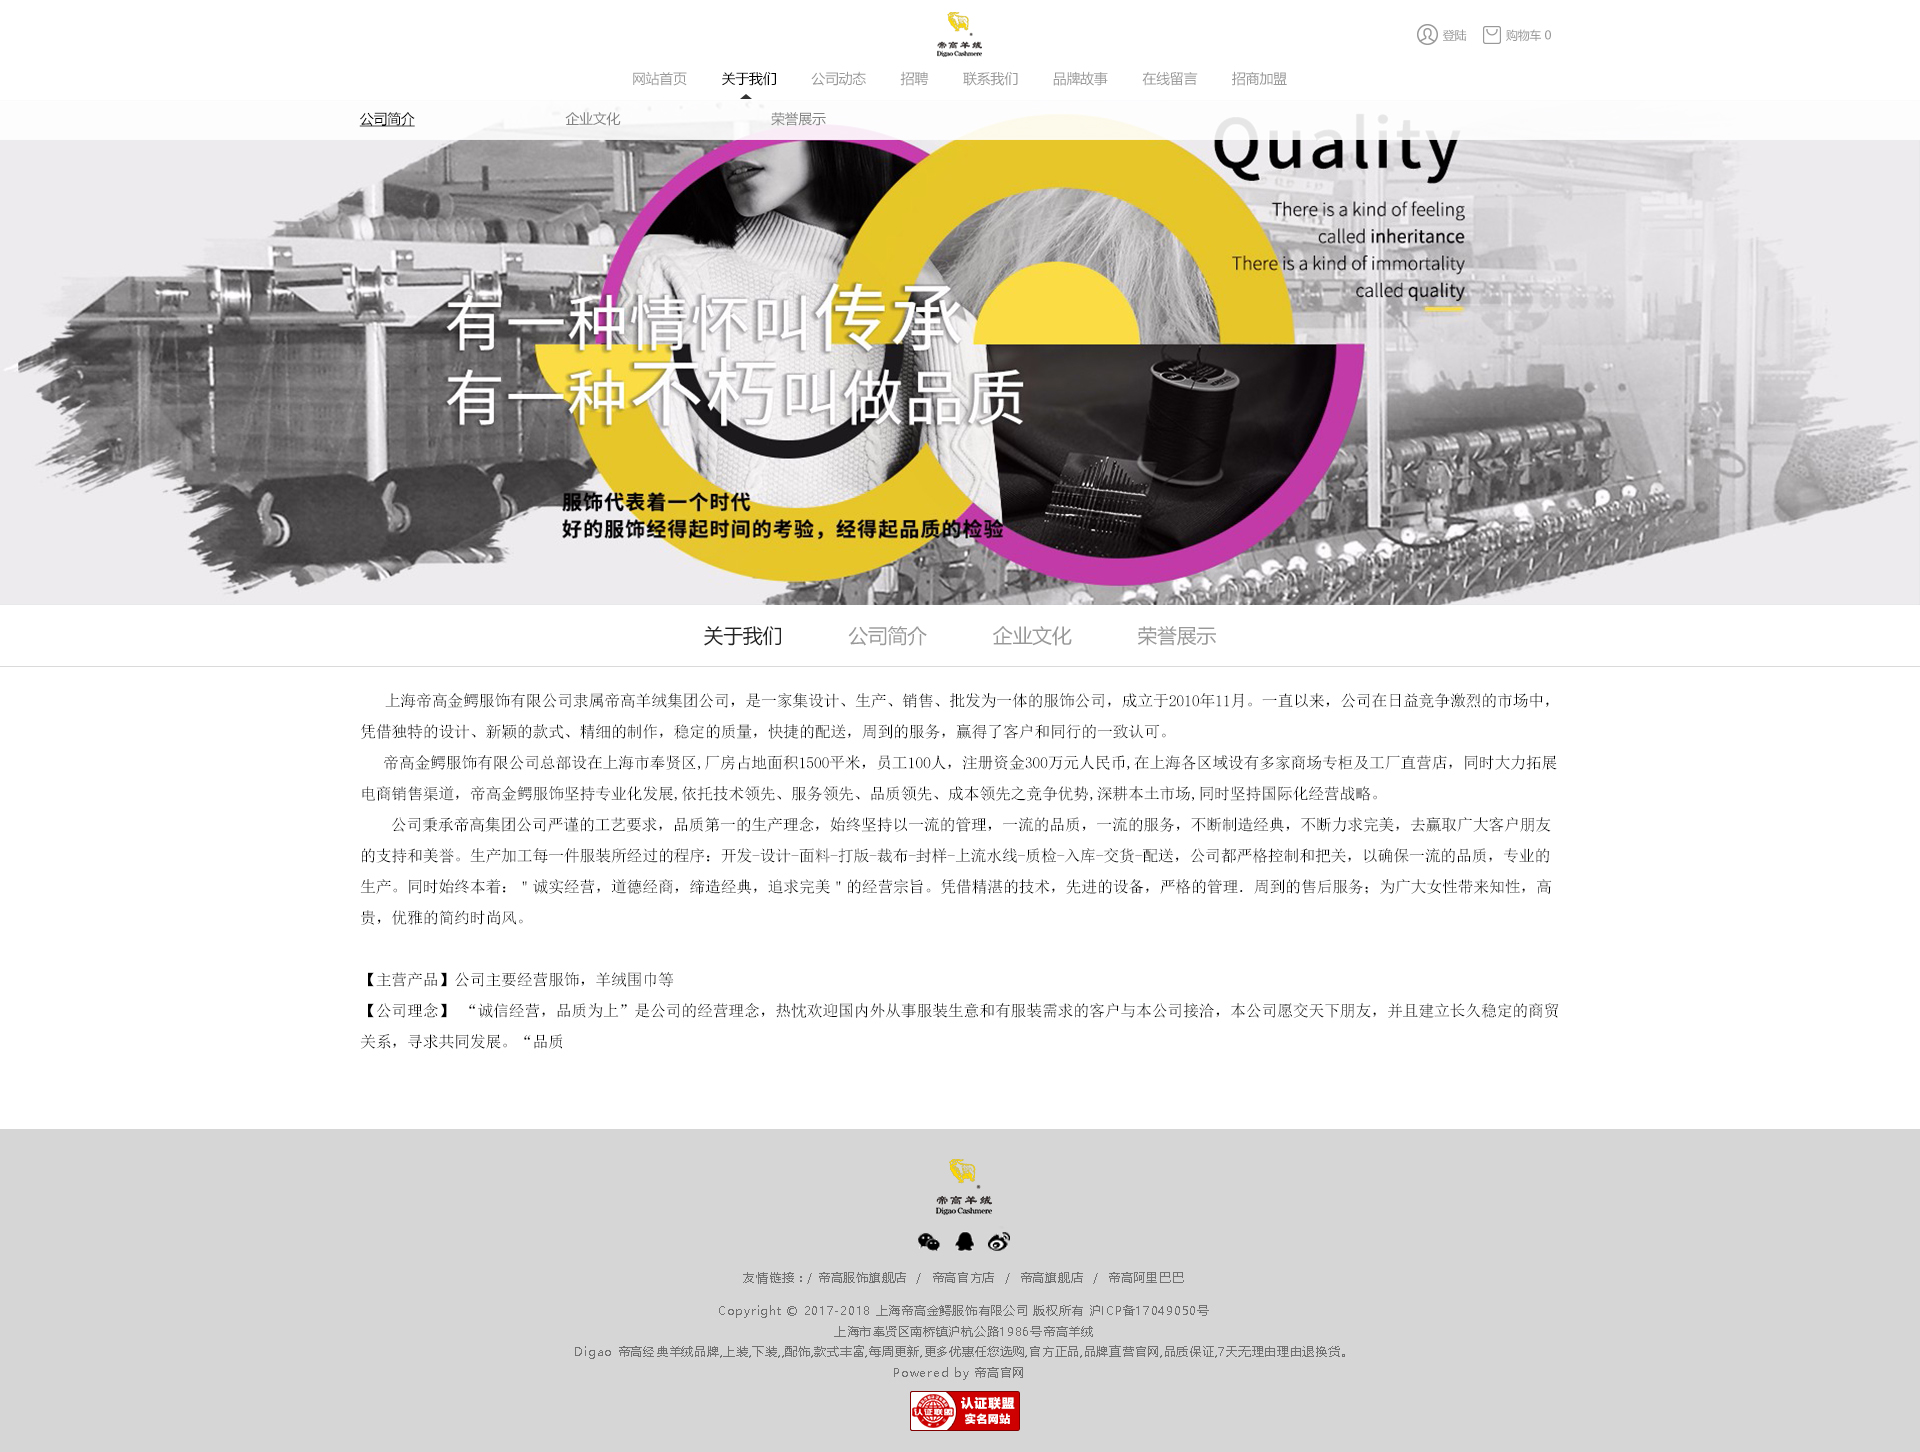 帝高羊绒
Digao Cashmere
登陆 购物车 0
网站首页 关于我们 公司动态 招聘 联系我们 品牌故事 在线留言 招商加盟
公司简介 企业文化 荣誉展示
Quality
There is a kind of feeling
called inheritance
There is a kind of immortality
called quality
有一种情怀叫传承
有一种不朽叫做品质
服饰代表着一个时代
好的服饰经得起时间的考验，经得起品质的检验
关于我们 公司简介 企业文化 荣誉展示
上海帝高金鳄服饰有限公司隶属帝高羊绒集团公司，是一家集设计、生产、销售、批发为一体的服饰公司，成立于2010年11月。一直以来，公司在日益竞争激烈的市场中，
凭借独特的设计、新颖的款式、精细的制作，稳定的质量，快捷的配送，周到的服务，赢得了客户和同行的一致认可。
帝高金鳄服饰有限公司总部设在上海市奉贤区,厂房占地面积1500平米，员工100人，注册资金300万元人民币,在上海各区域设有多家商场专柜及工厂直营店，同时大力拓展
电商销售渠道，帝高金鳄服饰坚持专业化发展,依托技术领先、服务领先、品质领先、成本领先之竞争优势,深耕本土市场,同时坚持国际化经营战略。
公司秉承帝高集团公司严谨的工艺要求，品质第一的生产理念，始终坚持以一流的管理，一流的品质，一流的服务，不断制造经典，不断力求完美，去赢取广大客户朋友
的支持和美誉。生产加工每一件服装所经过的程序：开发-设计-面料-打版-裁布-封样-上流水线-质检-入库-交货-配送，公司都严格控制和把关，以确保一流的品质，专业的
生产。同时始终本着："诚实经营，道德经商，缔造经典，追求完美"的经营宗旨。凭借精湛的技术，先进的设备，严格的管理．周到的售后服务；为广大女性带来知性，高
贵，优雅的简约时尚风。
【主营产品】公司主要经营服饰，羊绒围巾等
【公司理念】 “诚信经营，品质为上”是公司的经营理念，热忱欢迎国内外从事服装生意和有服装需求的客户与本公司接洽，本公司愿交天下朋友，并且建立长久稳定的商贸
关系，寻求共同发展。“品质
帝高羊绒
Digao Cashmere
友情链接：/ 帝高服饰旗舰店 / 帝高官方店 / 帝高旗舰店 / 帝高阿里巴巴
Copyright © 2017-2018 上海帝高金鳄服饰有限公司 版权所有 沪ICP备17049050号
上海市奉贤区南桥镇沪杭公路1986号帝高羊绒
Digao 帝高经典羊绒品牌,上装,下装,,配饰,款式丰富,每周更新,更多优惠任您选购,官方正品,品牌直营官网,品质保证,7天无理由理由退换货。
Powered by 帝高官网
认证联盟 认证联盟
实名网站